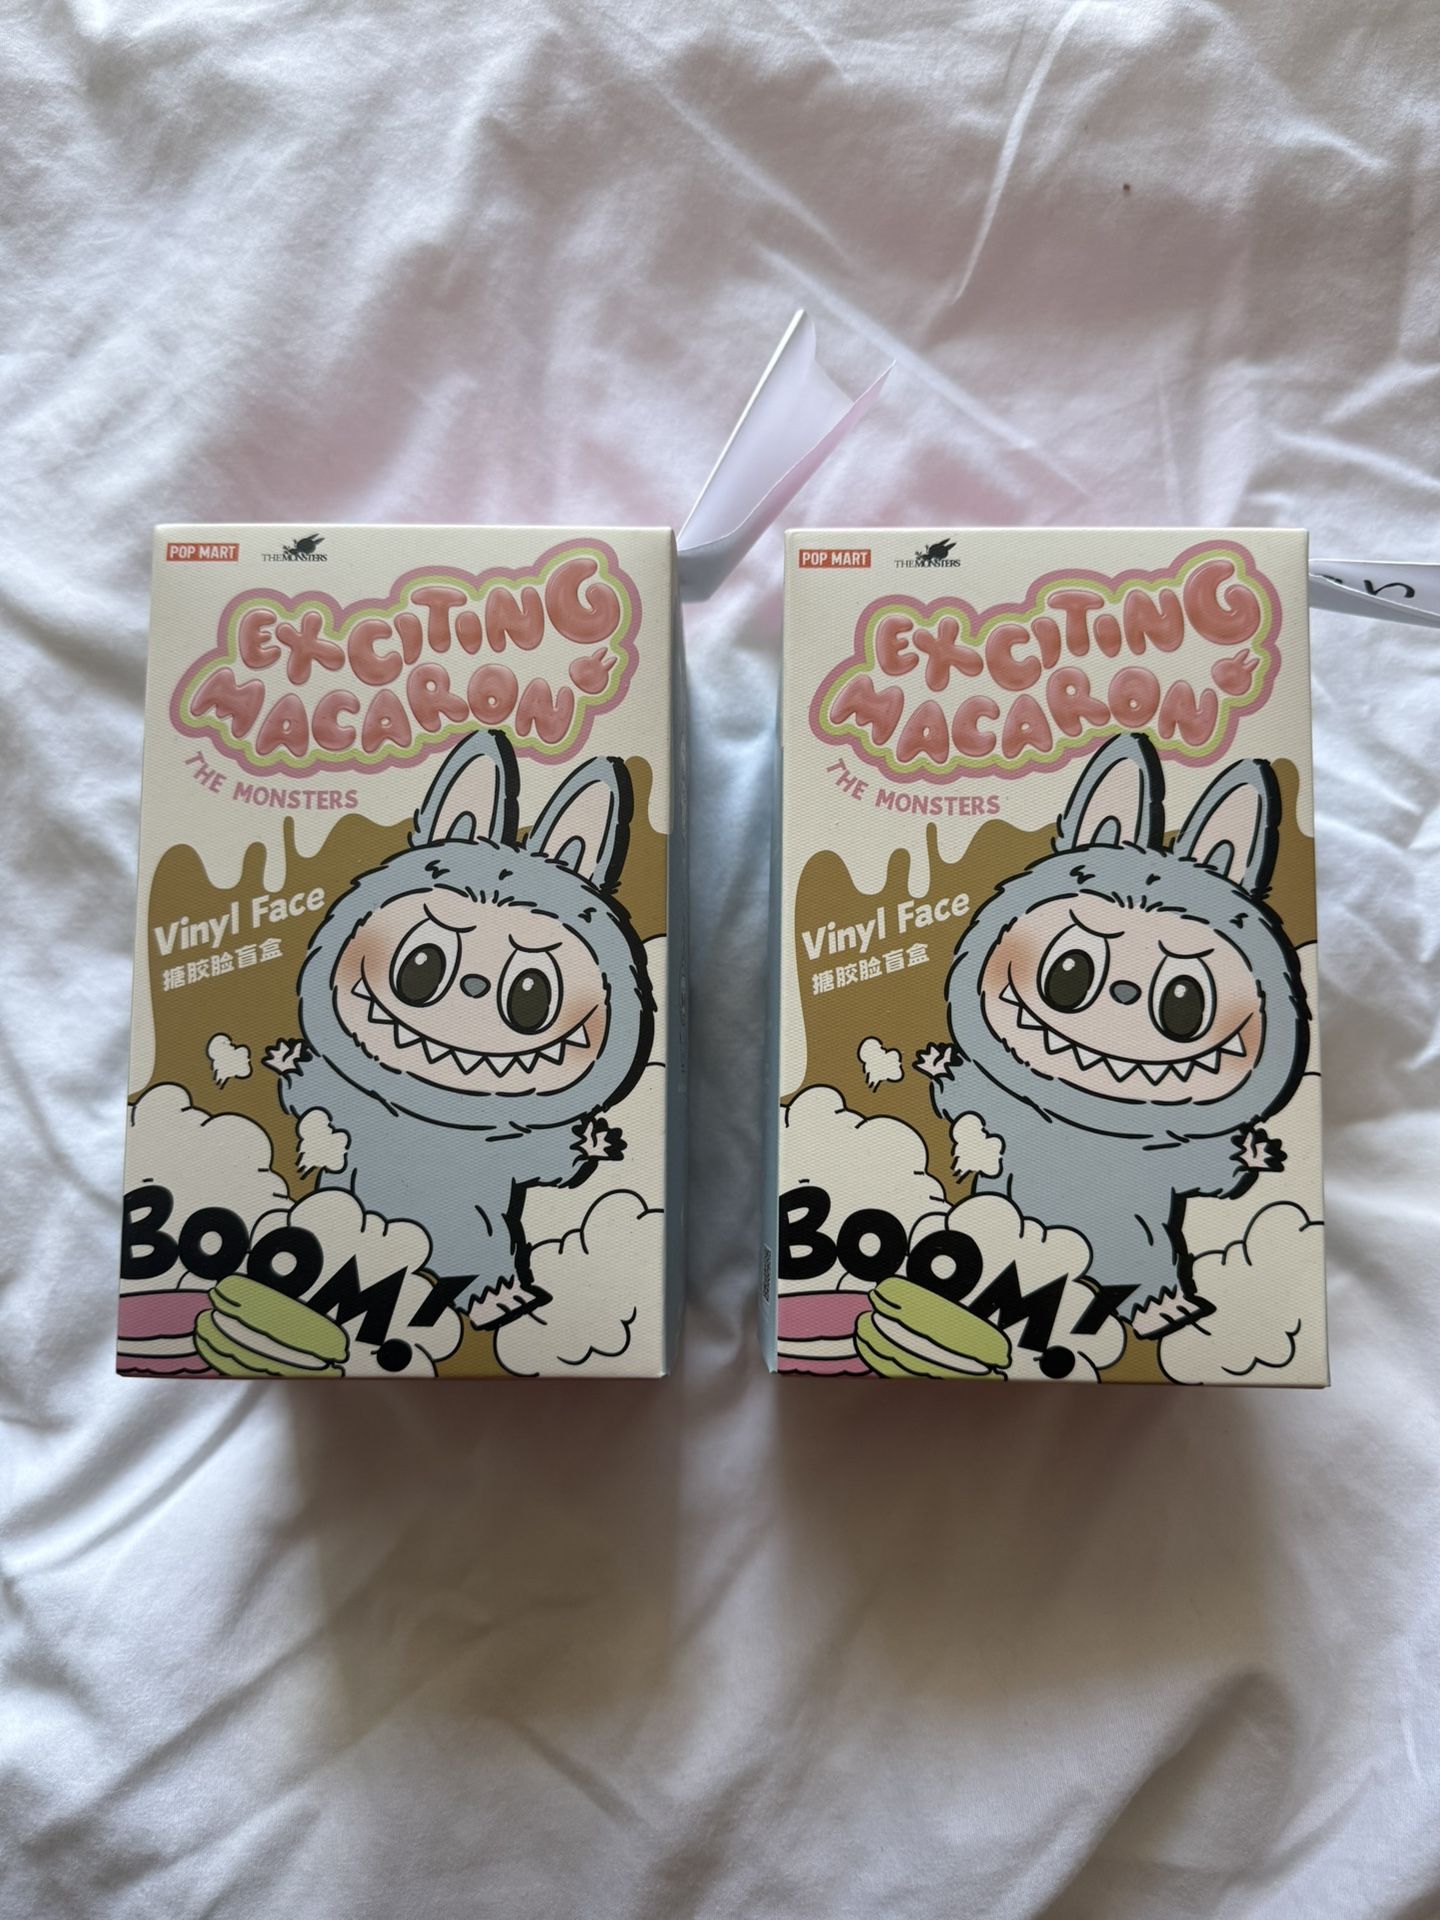 POP MART
THE MONSTERS
EXCITING
MACARON
THE MONSTERS
Vinyl Face
搪胶脸盲盒
BOOM!
POP MART
THE MONSTERS
EXCITING
MACARON
THE MONSTERS
Vinyl Face
搪胶脸盲盒
BOOM!